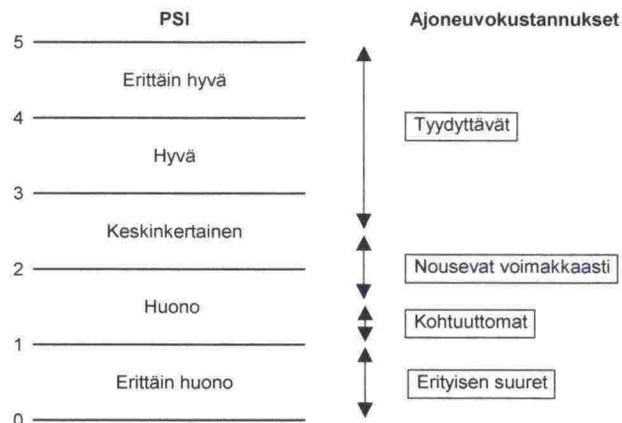 PSI Ajoneuvokustannukset
5
Erittäin hyvä
4
Tyydyttävät
Hyvä
3
Keskinkertainen
2
Nousevat voimakkaasti
Huono
Kohtuuttomat
1
Erittäin huono
Erityisen suuret
0